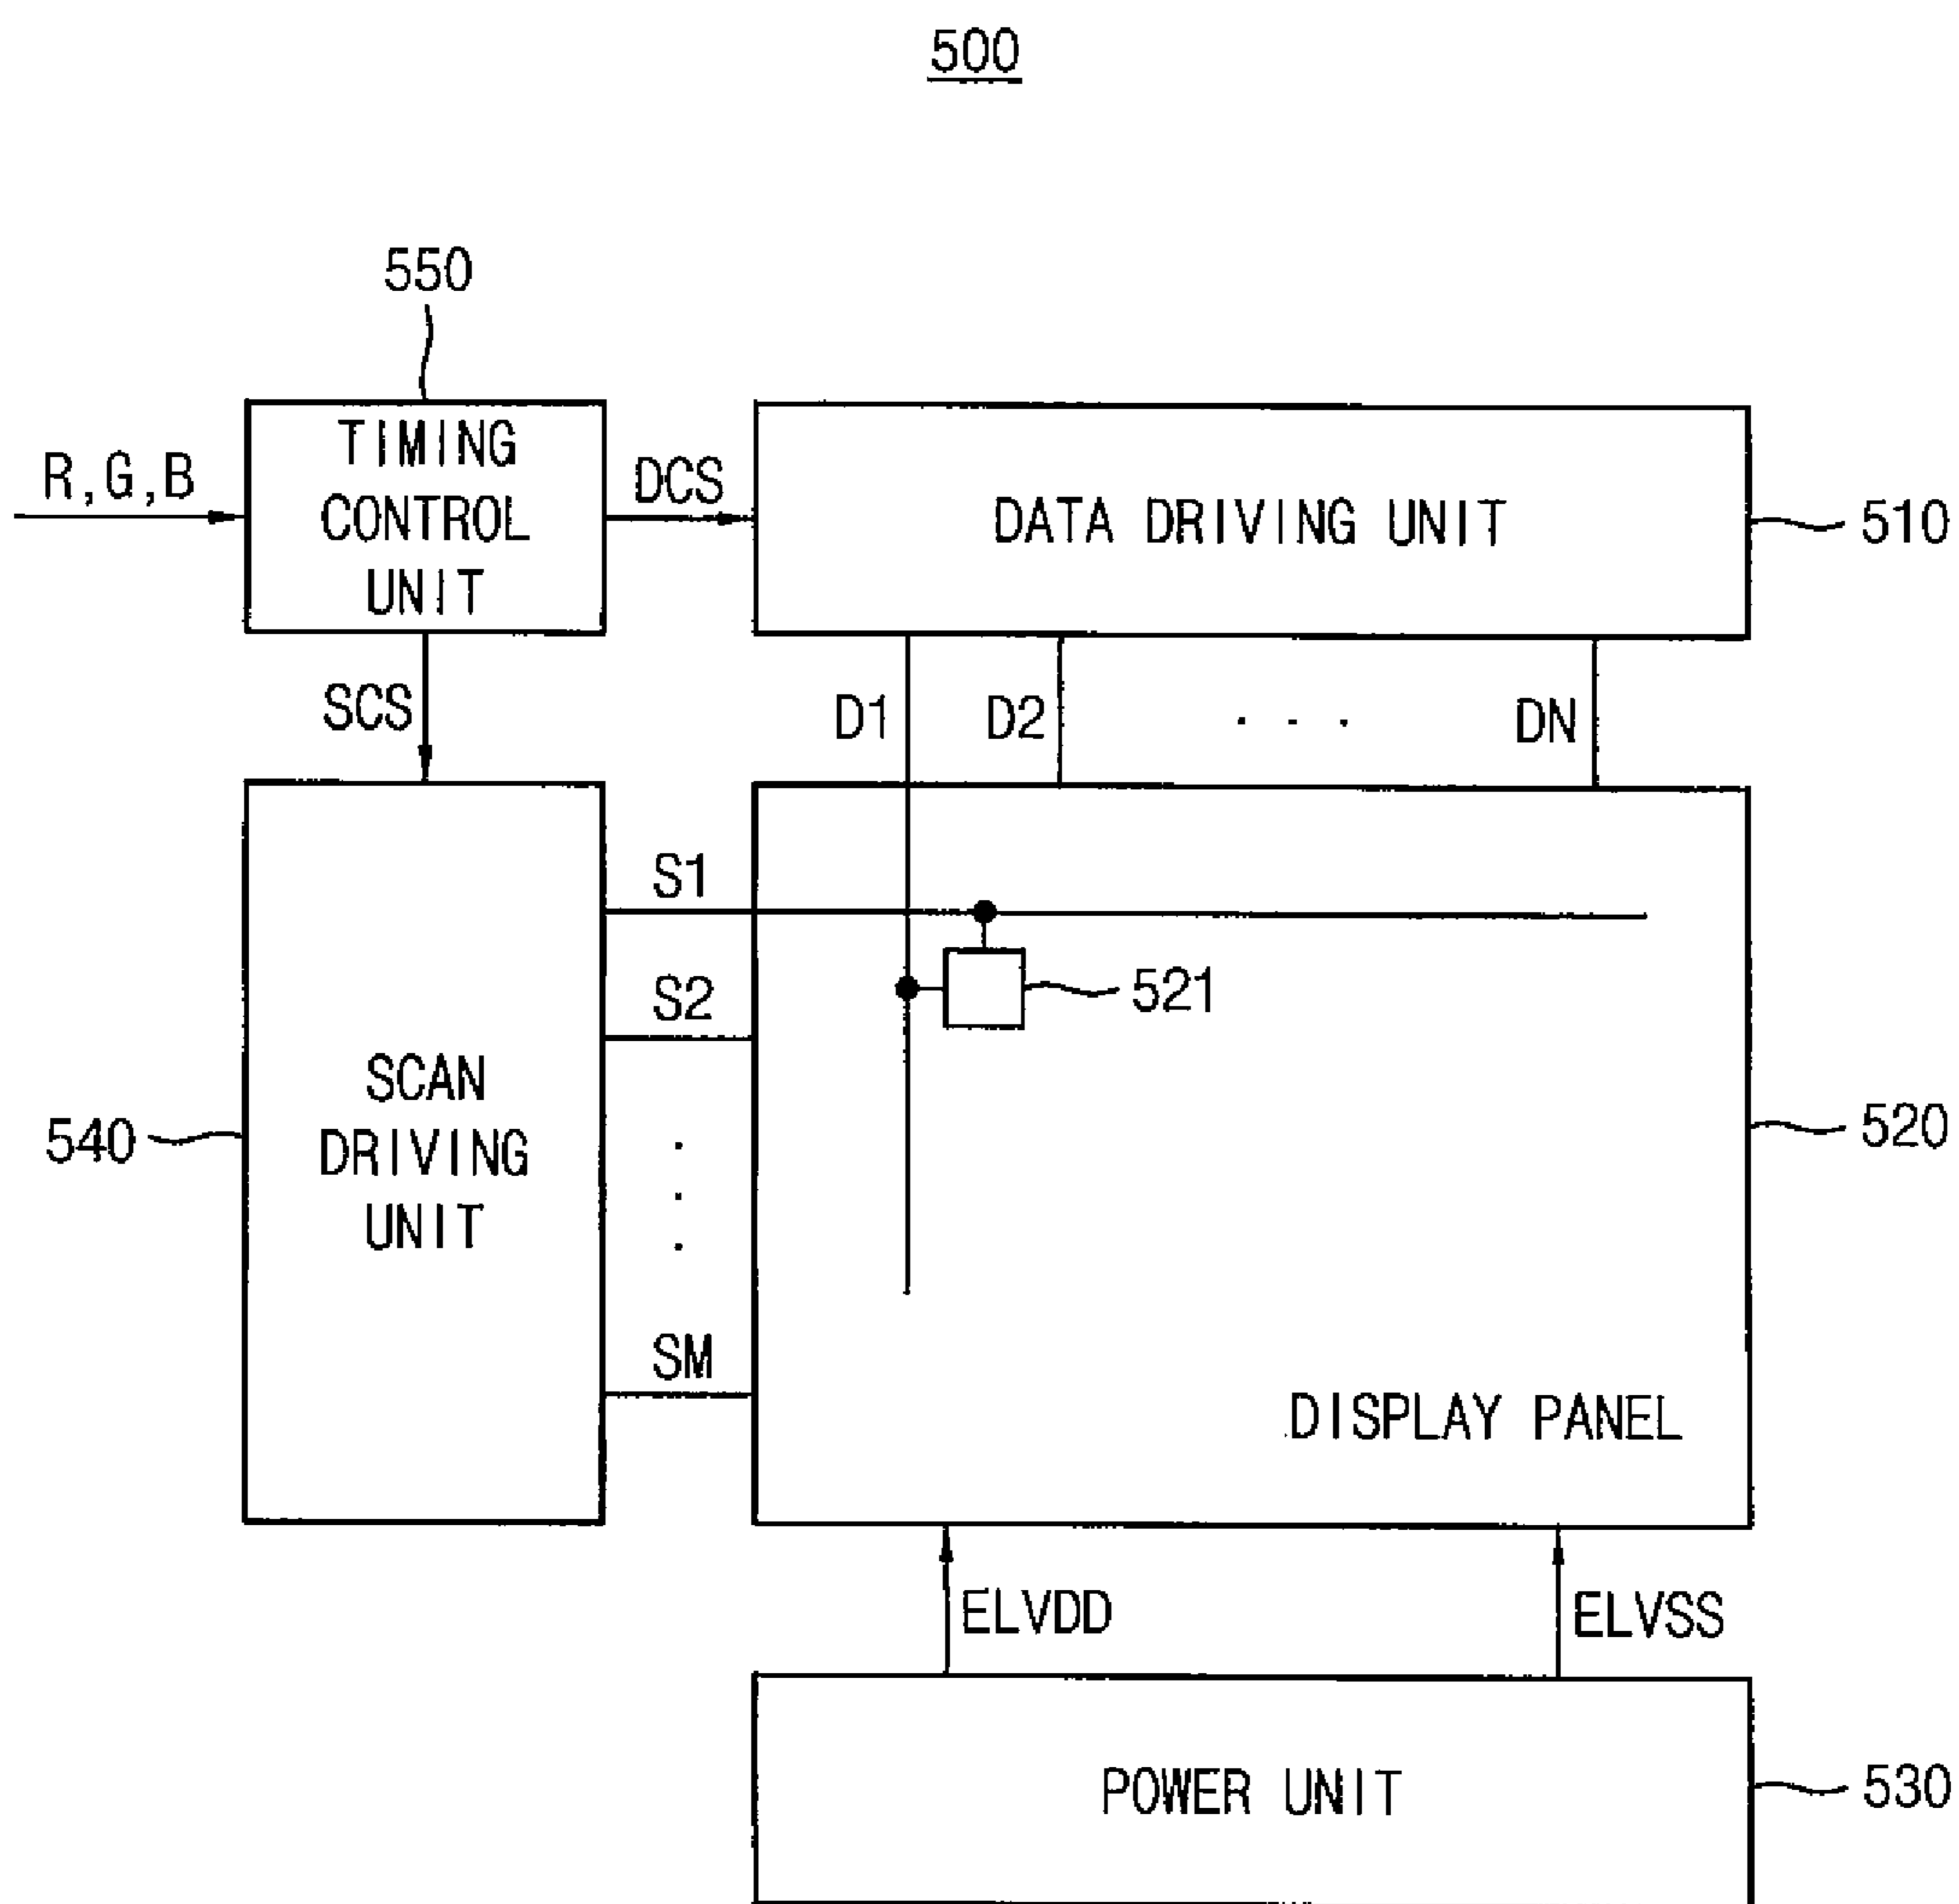 500
550
TIMING
CONTROL
UNIT
R,G,B
DCS
DATA DRIVING UNIT
510
SCS
D1
D2
. . .
DN
S1
S2
521
SCAN
DRIVING
UNIT
540
.
.
.
520
SM
DISPLAY PANEL
ELVDD
ELVSS
POWER UNIT
530